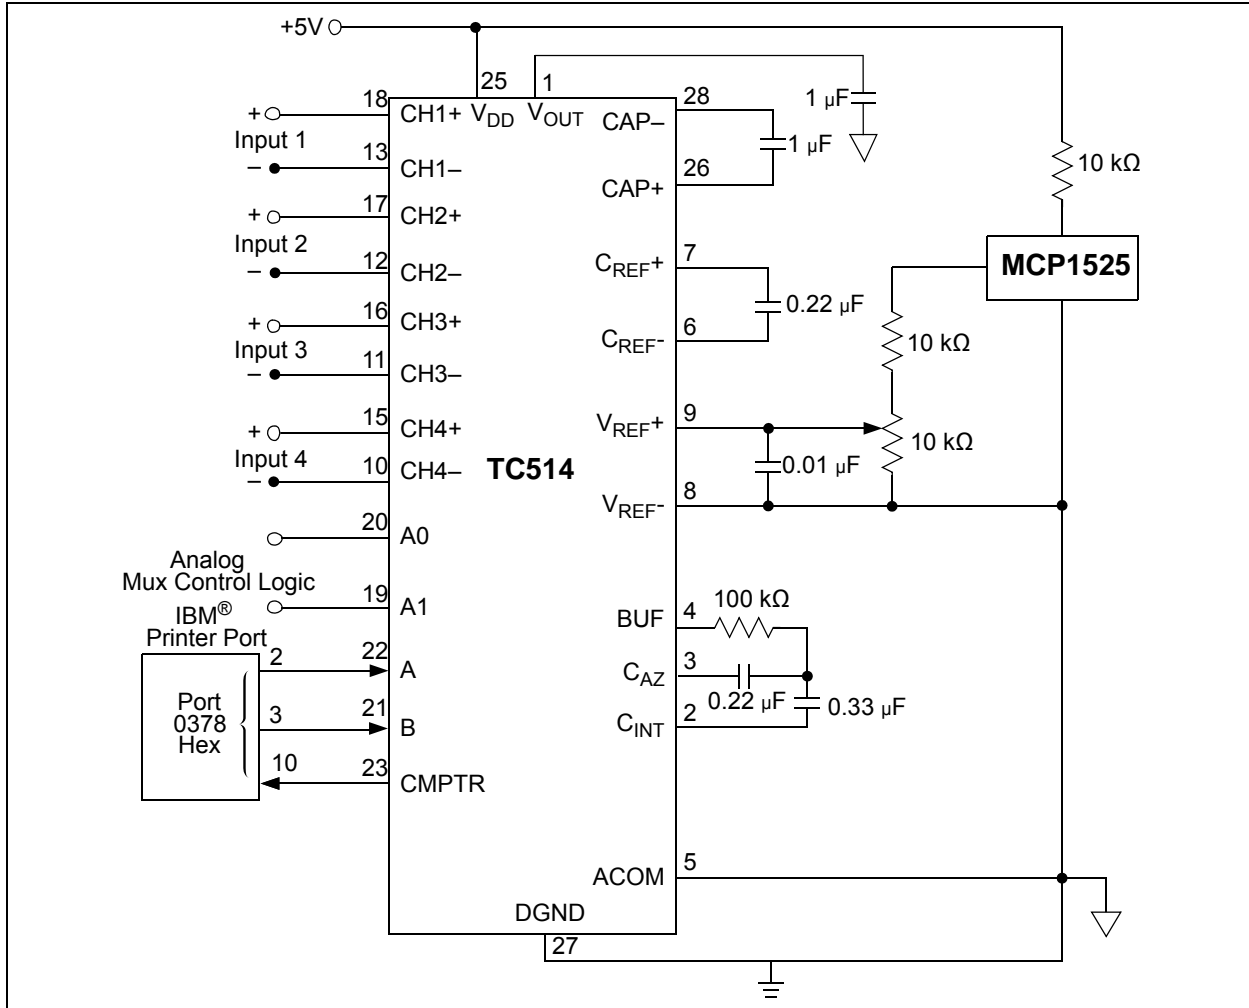 +5V
25
1
V_DD
V_OUT
18
+
CH1+
Input 1
13
–
CH1–
17
+
CH2+
Input 2
12
–
CH2–
16
+
CH3+
Input 3
11
–
CH3–
15
+
CH4+
Input 4
10
–
CH4–
TC514
20
A0
Analog
Mux Control Logic
19
A1
IBM®
Printer Port
2
22
A
Port
0378
Hex
3
21
B
10
23
CMPTR
28
CAP–
1 µF
1 µF
26
CAP+
7
C_REF+
0.22 µF
6
C_REF-
9
V_REF+
0.01 µF
8
V_REF-
10 kΩ
MCP1525
10 kΩ
10 kΩ
100 kΩ
4
BUF
3
C_AZ
0.22 µF
0.33 µF
2
C_INT
5
ACOM
DGND
27